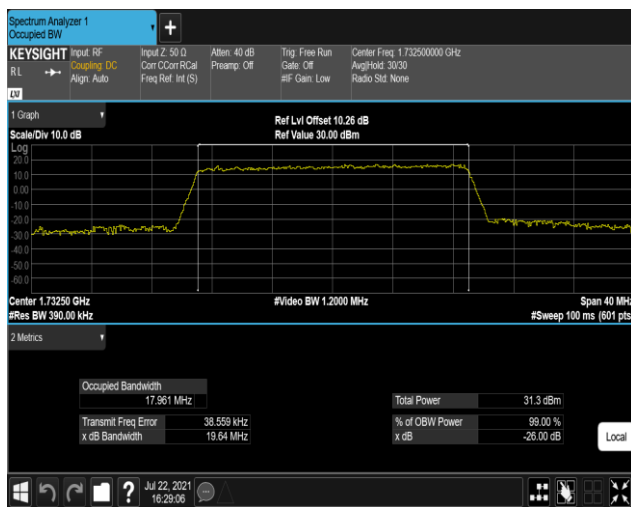 Spectrum Analyzer 1
Occupied BW
+
KEYSIGHT Input: RF Input Z: 50 Ω Atten: 40 dB Trig: Free Run Center Freq: 1.732500000 GHz
RL Coupling: DC Corr CCorr RCal Preamp: Off Gate: Off Avg|Hold: 30/30
Align: Auto Freq Ref: Int (S) #IF Gain: Low Radio Std: None
LXI
1 Graph
Ref Lvl Offset 10.26 dB
Scale/Div 10.0 dB Ref Value 30.00 dBm
Log
20.0
10.0
0.00
-10.0
-20.0
-30.0
-40.0
-50.0
-60.0
Center 1.73250 GHz #Video BW 1.2000 MHz Span 40 MHz
#Res BW 390.00 kHz #Sweep 100 ms (601 pts
2 Metrics
Occupied Bandwidth
17.961 MHz Total Power 31.3 dBm
Transmit Freq Error 38.559 kHz % of OBW Power 99.00 %
x dB Bandwidth 19.64 MHz x dB -26.00 dB
Local
? Jul 22, 2021
16:29:06